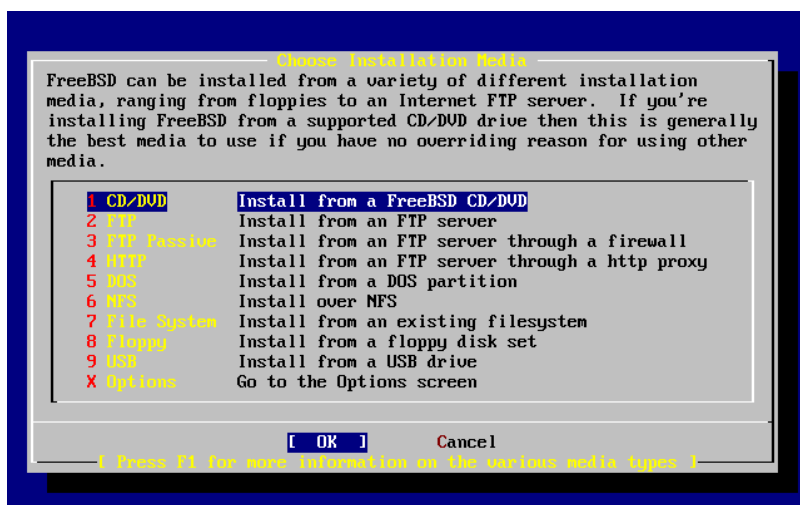 Choose Installation Media
FreeBSD can be installed from a variety of different installation
media, ranging from floppies to an Internet FTP server.  If you're
installing FreeBSD from a supported CD/DVD drive then this is generally
the best media to use if you have no overriding reason for using other
media.
1 CD/DVD Install from a FreeBSD CD/DVD
2 FTP Install from an FTP server
3 FTP Passive Install from an FTP server through a firewall
4 HTTP Install from an FTP server through a http proxy
5 DOS Install from a DOS partition
6 NFS Install over NFS
7 File System Install from an existing filesystem
8 Floppy Install from a floppy disk set
9 USB Install from a USB drive
X Options Go to the Options screen
[ OK ] Cancel
[ Press F1 for more information on the various media types ]